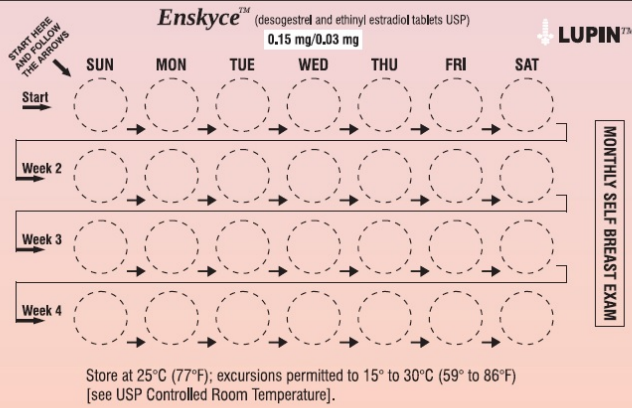 Enskyce™ (desogestrel and ethinyl estradiol tablets USP)
0.15 mg/0.03 mg
LUPIN™
START HERE
AND FOLLOW
THE ARROWS
SUN MON TUE WED THU FRI SAT
Start
Week 2
Week 3
Week 4
MONTHLY SELF BREAST EXAM
Store at 25°C (77°F); excursions permitted to 15° to 30°C (59° to 86°F)
[see USP Controlled Room Temperature].